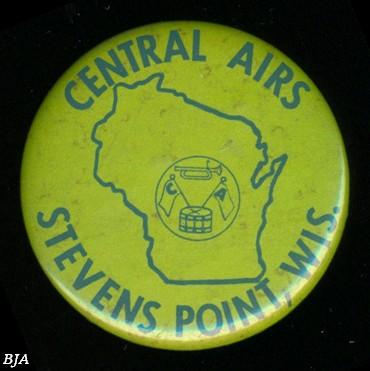 CENTRAL AIRS
C A
STEVENS POINT, WIS.
BJA